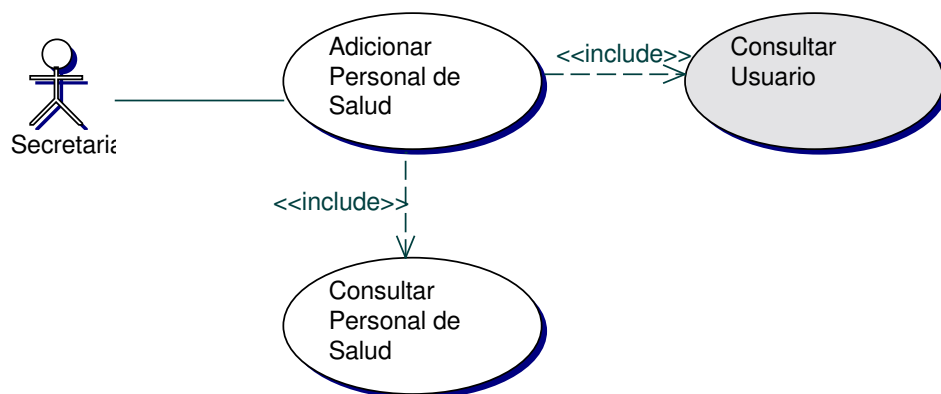 Adicionar
Personal de
Salud
<<include>>
Consultar
Usuario
Secretaria
<<include>>
Consultar
Personal de
Salud